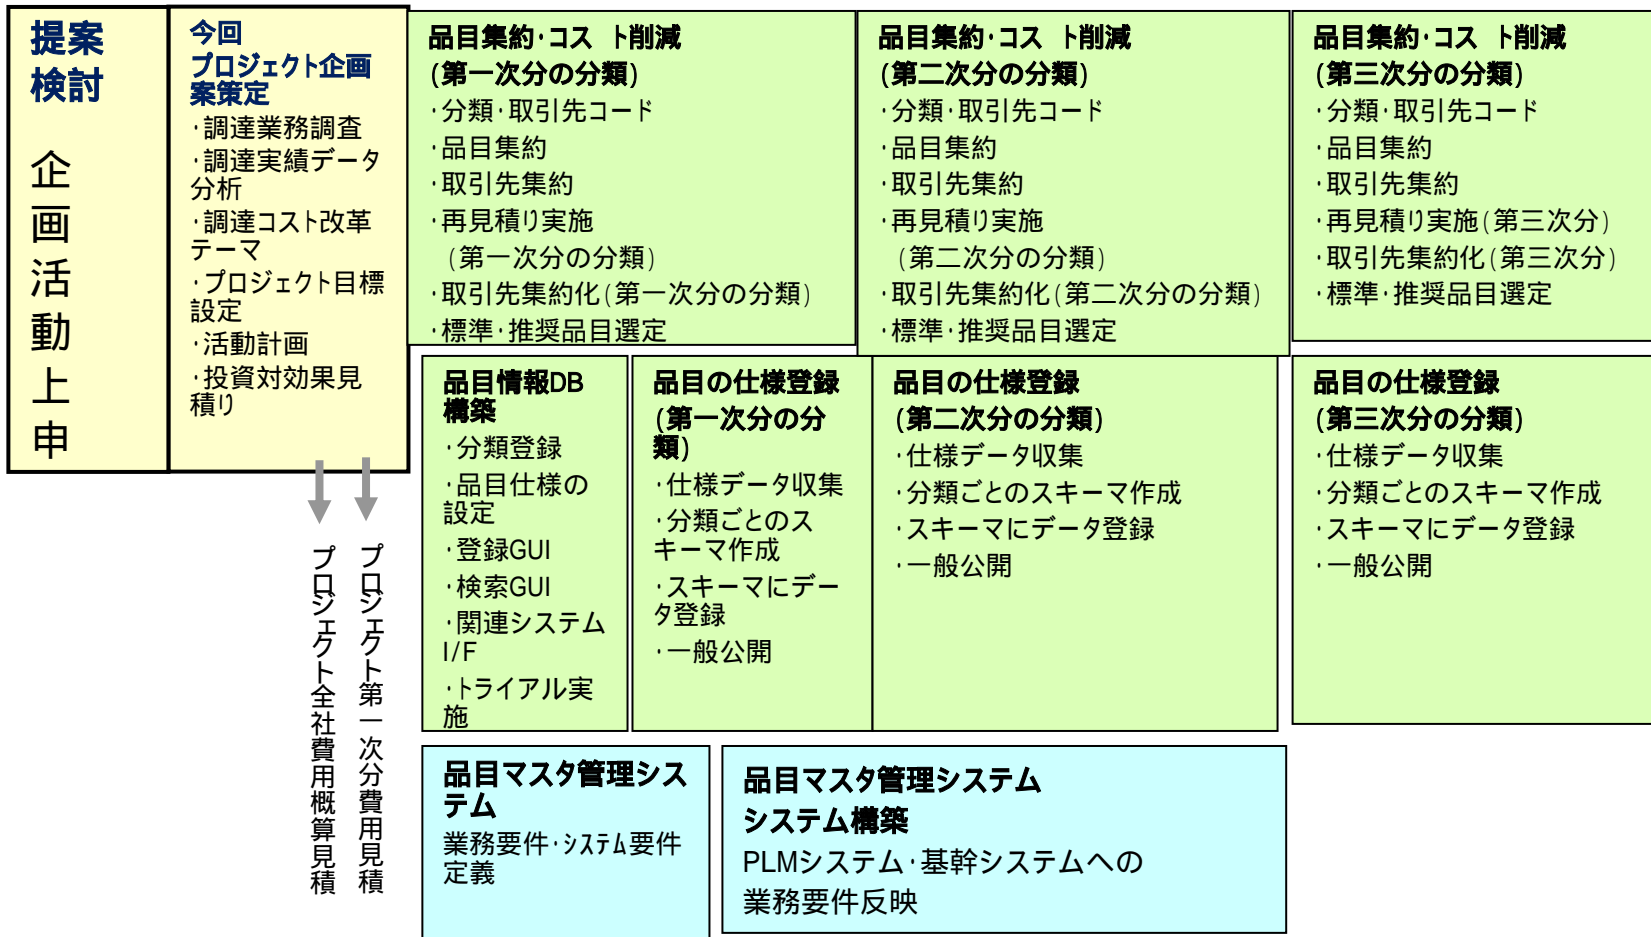 提案
検討
企画活動上申
今回
プロジェクト企画
案策定
・調達業務調査
・調達実績データ
分析
・調達コスト改革
テーマ
・プロジェクト目標
設定
・活動計画
・投資対効果見
積り
品目集約・コス ト削減
(第一次分の分類)
・分類・取引先コード
・品目集約
・取引先集約
・再見積り実施
(第一次分の分類)
・取引先集約化(第一次分の分類)
・標準・推奨品目選定
品目集約・コス ト削減
(第二次分の分類)
・分類・取引先コード
・品目集約
・取引先集約
・再見積り実施
(第二次分の分類)
・取引先集約化(第二次分の分類)
・標準・推奨品目選定
品目集約・コス ト削減
(第三次分の分類)
・分類・取引先コード
・品目集約
・取引先集約
・再見積り実施(第三次分)
・取引先集約化(第三次分)
・標準・推奨品目選定
品目情報DB
構築
・分類登録
・品目仕様の
設定
・登録GUI
・検索GUI
・関連システム
I/F
・トライアル実
施
品目の仕様登録
(第一次分の分
類)
・仕様データ収集
・分類ごとのス
キーマ作成
・スキーマにデー
タ登録
・一般公開
品目の仕様登録
(第二次分の分類)
・仕様データ収集
・分類ごとのスキーマ作成
・スキーマにデータ登録
・一般公開
品目の仕様登録
(第三次分の分類)
・仕様データ収集
・分類ごとのスキーマ作成
・スキーマにデータ登録
・一般公開
プロジェクト第一次分費用見積
プロジェクト全社費用概算見積
品目マスタ管理シス
テム
業務要件・システム要件
定義
品目マスタ管理システム
システム構築
PLMシステム・基幹システムへの
業務要件反映